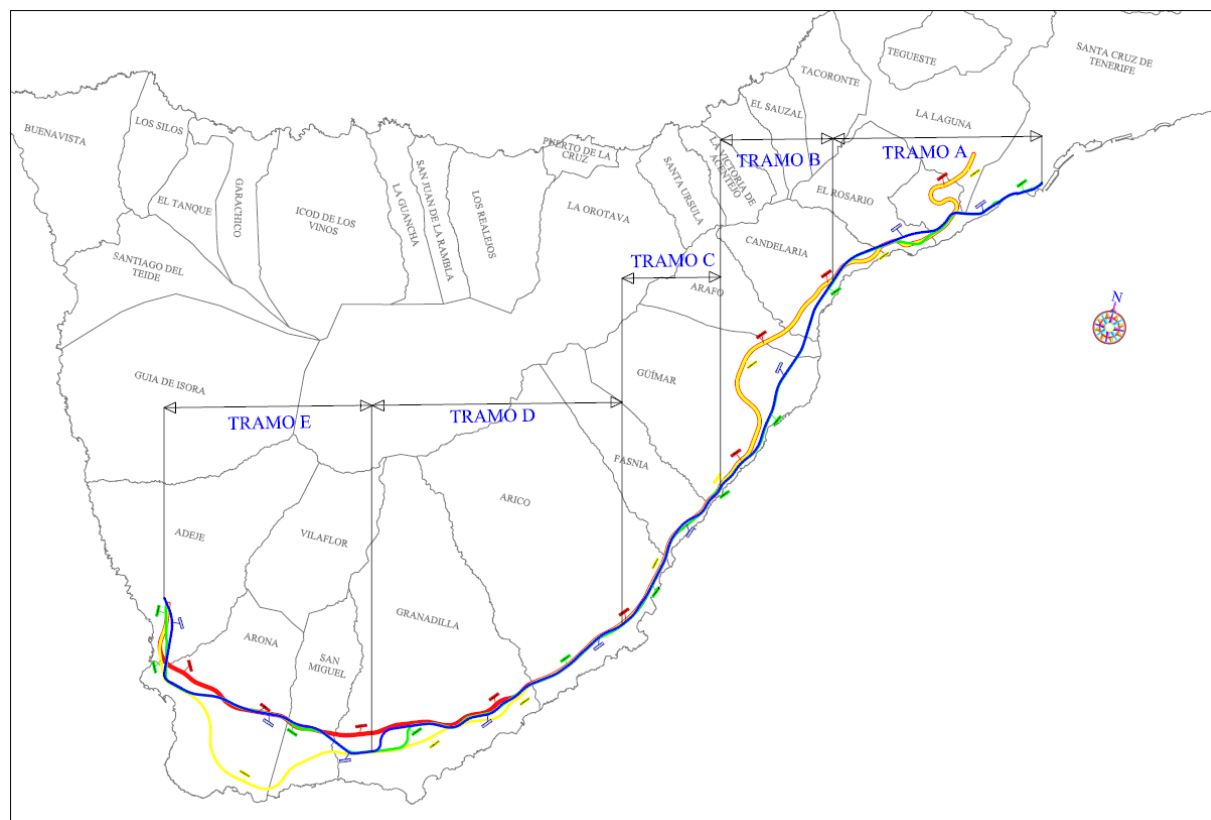 SANTA CRUZ DE
TENERIFE
TEGUESTE
TACORONTE
EL SAUZAL
LA LAGUNA
BUENAVISTA
LOS SILOS
PUERTO DE LA
CRUZ
LA VICTORIA DE
ACENTEJO
TRAMO B
TRAMO A
SANTA URSULA
EL ROSARIO
EL TANQUE
GARACHICO
ICOD DE LOS
VINOS
LA GUANCHA
SAN JUAN DE LA RAMBLA
LOS REALEJOS
LA OROTAVA
CANDELARIA
SANTIAGO DEL
TEIDE
TRAMO C
ARAFO
N
GUIA DE ISORA
GÜÍMAR
TRAMO E
TRAMO D
FASNIA
ARICO
ADEJE
VILAFLOR
GRANADILLA
ARONA
SAN
MIGUEL